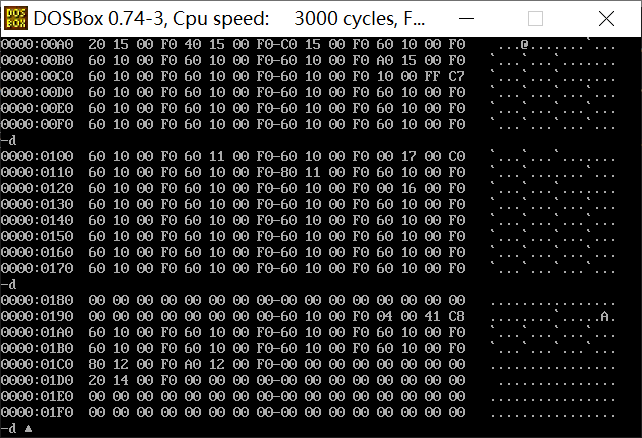 DOS
BOX
DOSBox 0.74-3, Cpu speed:    3000 cycles, F...
0000:00A0  20 15 00 F0 40 15 00 F0-C0 15 00 F0 60 10 00 F0    ...@.......`...
0000:00B0  60 10 00 F0 60 10 00 F0-60 10 00 F0 A0 15 00 F0   `...`...`.......
0000:00C0  60 10 00 F0 60 10 00 F0-60 10 00 F0 10 00 FF C7   `...`...`.......
0000:00D0  60 10 00 F0 60 10 00 F0-60 10 00 F0 60 10 00 F0   `...`...`...`...
0000:00E0  60 10 00 F0 60 10 00 F0-60 10 00 F0 60 10 00 F0   `...`...`...`...
0000:00F0  60 10 00 F0 60 10 00 F0-60 10 00 F0 60 10 00 F0   `...`...`...`...
-d
0000:0100  60 10 00 F0 60 11 00 F0-60 10 00 F0 00 17 00 C0   `...`...`.......
0000:0110  60 10 00 F0 60 10 00 F0-80 11 00 F0 60 10 00 F0   `...`.......`...
0000:0120  60 10 00 F0 60 10 00 F0-60 10 00 F0 00 16 00 F0   `...`...`.......
0000:0130  60 10 00 F0 60 10 00 F0-60 10 00 F0 60 10 00 F0   `...`...`...`...
0000:0140  60 10 00 F0 60 10 00 F0-60 10 00 F0 60 10 00 F0   `...`...`...`...
0000:0150  60 10 00 F0 60 10 00 F0-60 10 00 F0 60 10 00 F0   `...`...`...`...
0000:0160  60 10 00 F0 60 10 00 F0-60 10 00 F0 60 10 00 F0   `...`...`...`...
0000:0170  60 10 00 F0 60 10 00 F0-60 10 00 F0 60 10 00 F0   `...`...`...`...
-d
0000:0180  00 00 00 00 00 00 00 00-00 00 00 00 00 00 00 00   ................
0000:0190  00 00 00 00 00 00 00 00-60 10 00 F0 04 00 41 C8   ........`.....A.
0000:01A0  60 10 00 F0 60 10 00 F0-60 10 00 F0 60 10 00 F0   `...`...`...`...
0000:01B0  60 10 00 F0 60 10 00 F0-60 10 00 F0 60 10 00 F0   `...`...`...`...
0000:01C0  80 12 00 F0 A0 12 00 F0-00 00 00 00 00 00 00 00   ................
0000:01D0  20 14 00 F0 00 00 00 00-00 00 00 00 00 00 00 00    ...............
0000:01E0  00 00 00 00 00 00 00 00-00 00 00 00 00 00 00 00   ................
0000:01F0  00 00 00 00 00 00 00 00-00 00 00 00 00 00 00 00   ................
-d ▲